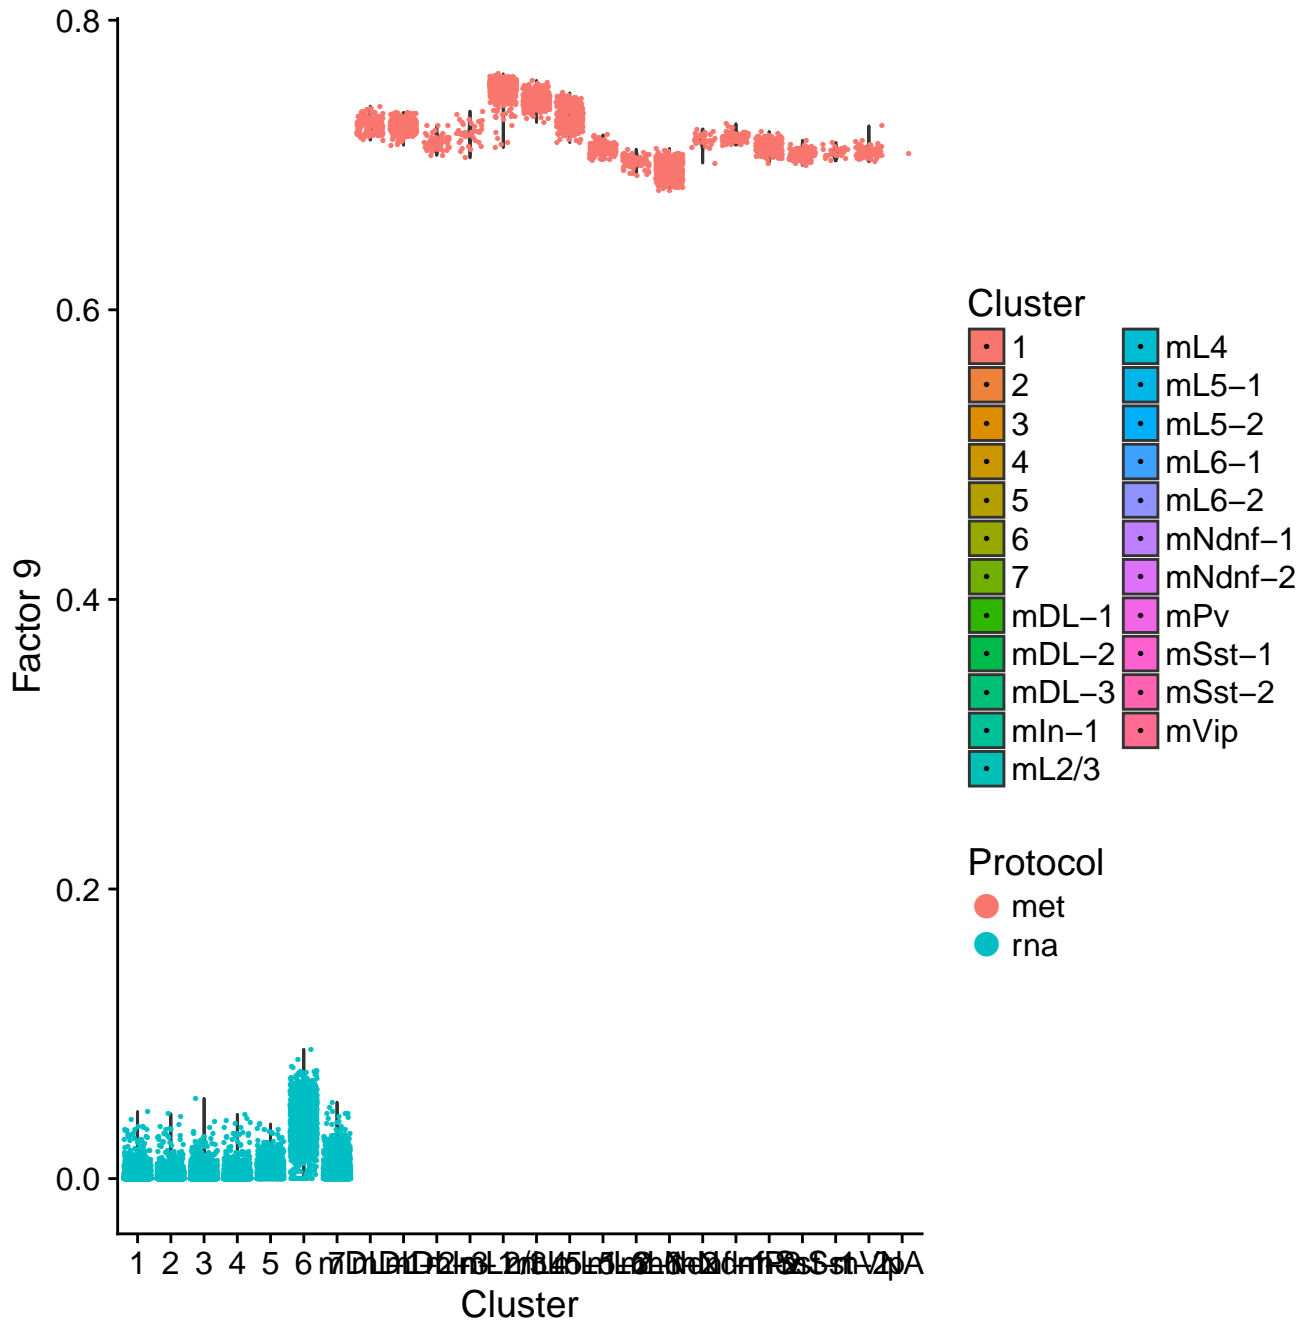 0.8
0.6
0.4
0.2
0.0
Factor 9
1 2 3 4 5 6 7
NA
Cluster
Cluster
1
2
3
4
5
6
7
mDL−1
mDL−2
mDL−3
mIn−1
mL2/3
mL4
mL5−1
mL5−2
mL6−1
mL6−2
mNdnf−1
mNdnf−2
mPv
mSst−1
mSst−2
mVip
Protocol
met
rna